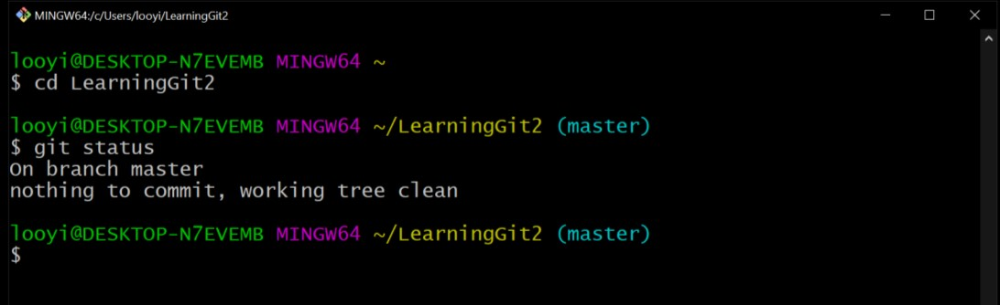 MINGW64:/c/Users/looyi/LearningGit2
looyi@DESKTOP-N7EVEMB MINGW64 ~
$ cd LearningGit2
looyi@DESKTOP-N7EVEMB MINGW64 ~/LearningGit2 (master)
$ git status
On branch master
nothing to commit, working tree clean
looyi@DESKTOP-N7EVEMB MINGW64 ~/LearningGit2 (master)
$